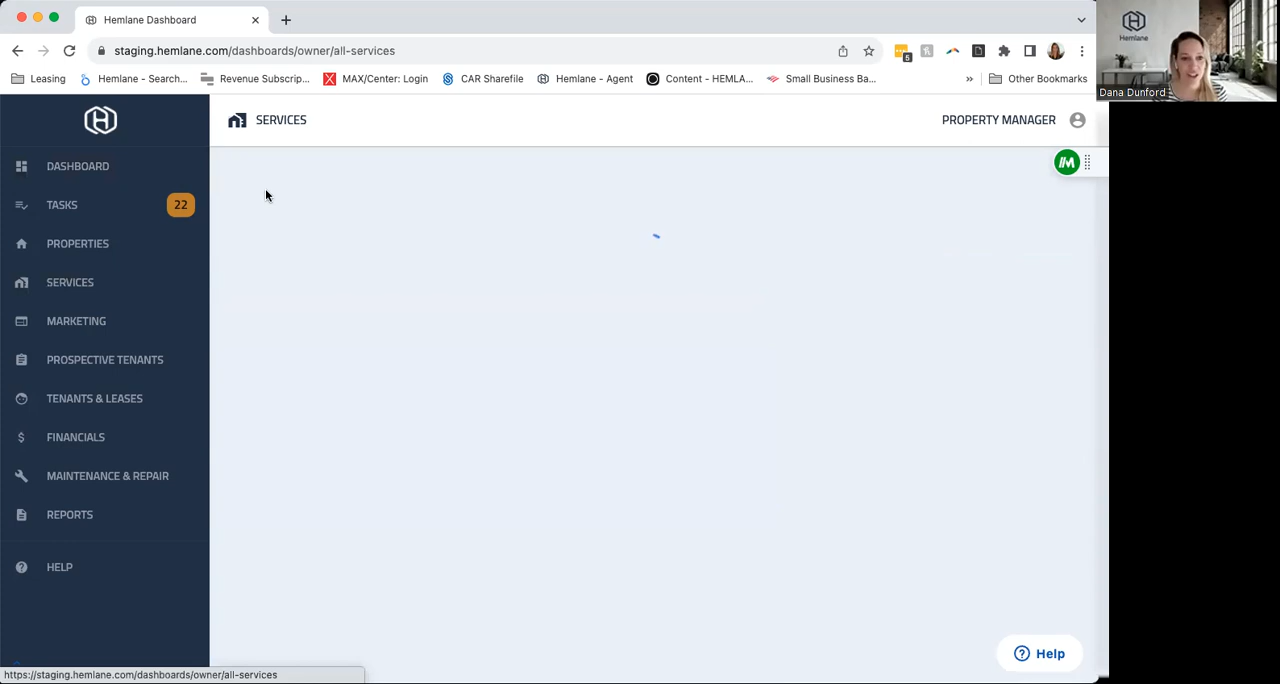 Hemlane Dashboard
staging.hemlane.com/dashboards/owner/all-services
5
Leasing
Hemlane - Search...
Revenue Subscrip...
MAX/Center: Login
CAR Sharefile
Hemlane - Agent
Content - HEMLA...
Small Business Ba...
»
Other Bookmarks
Hemlane
Dana Dunford
SERVICES
PROPERTY MANAGER
DASHBOARD
TASKS
22
PROPERTIES
SERVICES
MARKETING
PROSPECTIVE TENANTS
TENANTS & LEASES
$ FINANCIALS
MAINTENANCE & REPAIR
REPORTS
HELP
Help
https://staging.hemlane.com/dashboards/owner/all-services